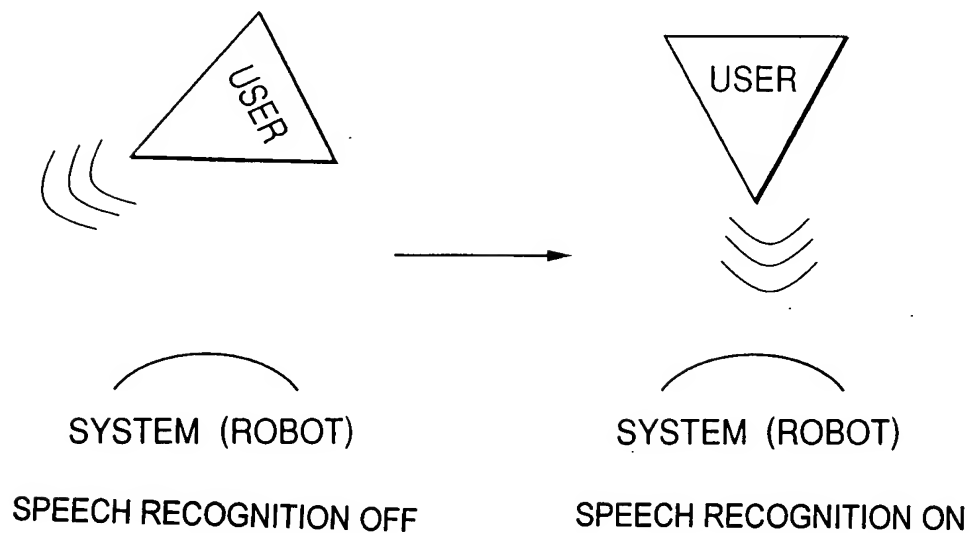 USER
USER
SYSTEM (ROBOT)
SYSTEM (ROBOT)
SPEECH RECOGNITION OFF
SPEECH RECOGNITION ON